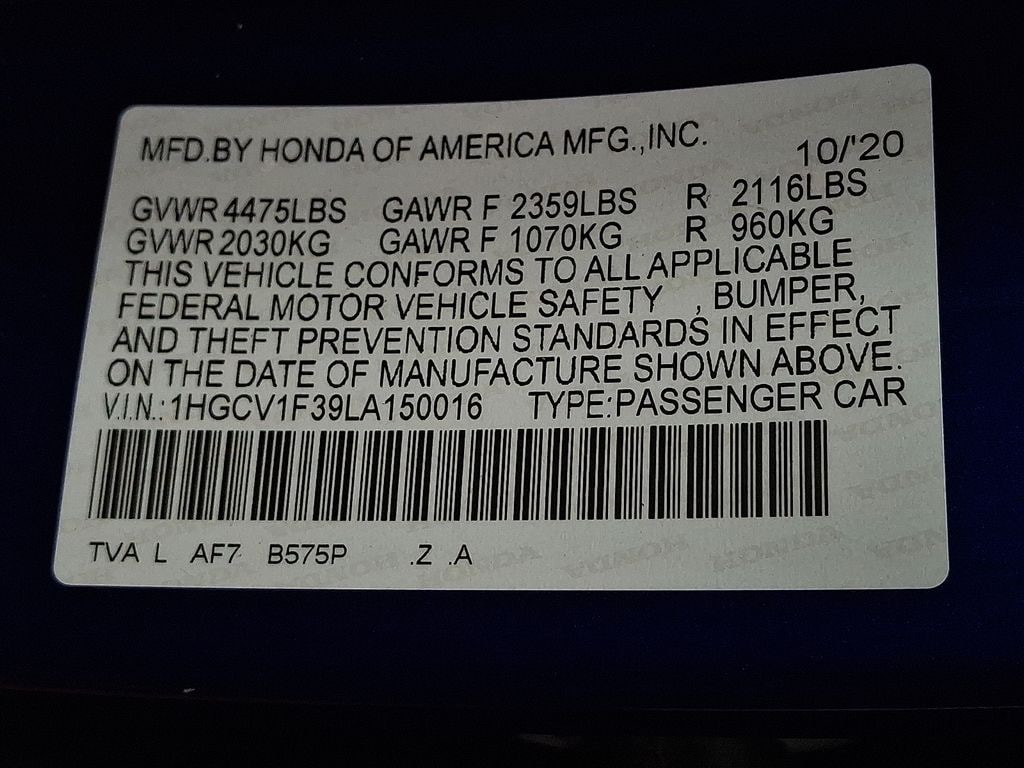 MFD.BY HONDA OF AMERICA MFG.,INC. 10/'20
GVWR 4475LBS GAWR F 2359LBS R 2116LBS
GVWR 2030KG GAWR F 1070KG R 960KG
THIS VEHICLE CONFORMS TO ALL APPLICABLE
FEDERAL MOTOR VEHICLE SAFETY , BUMPER,
AND THEFT PREVENTION STANDARDS IN EFFECT
ON THE DATE OF MANUFACTURE SHOWN ABOVE.
V.I.N.: 1HGCV1F39LA150016 TYPE:PASSENGER CAR
TVA L AF7 B575P .Z .A